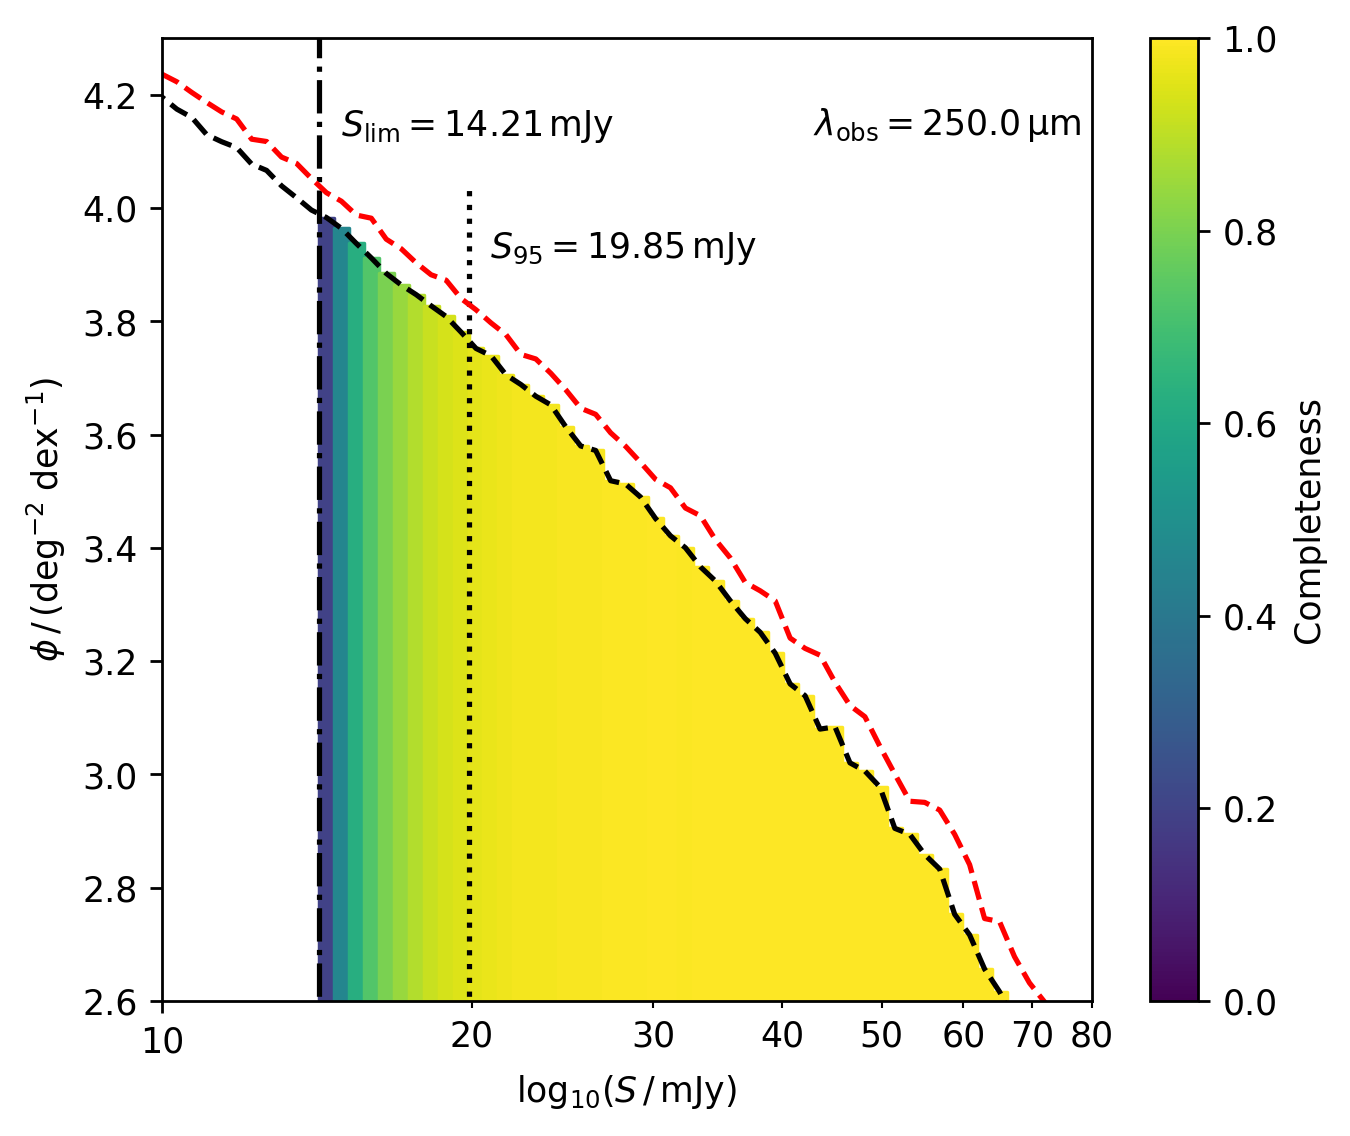 S_lim = 14.21 mJy
λ_obs = 250.0 µm
S_95 = 19.85 mJy
4.2
4.0
3.8
3.6
3.4
3.2
3.0
2.8
2.6
ϕ / (deg⁻² dex⁻¹)
10 20 30 40 50 60 70 80
log₁₀(S / mJy)
1.0
0.8
0.6
0.4
0.2
0.0
Completeness